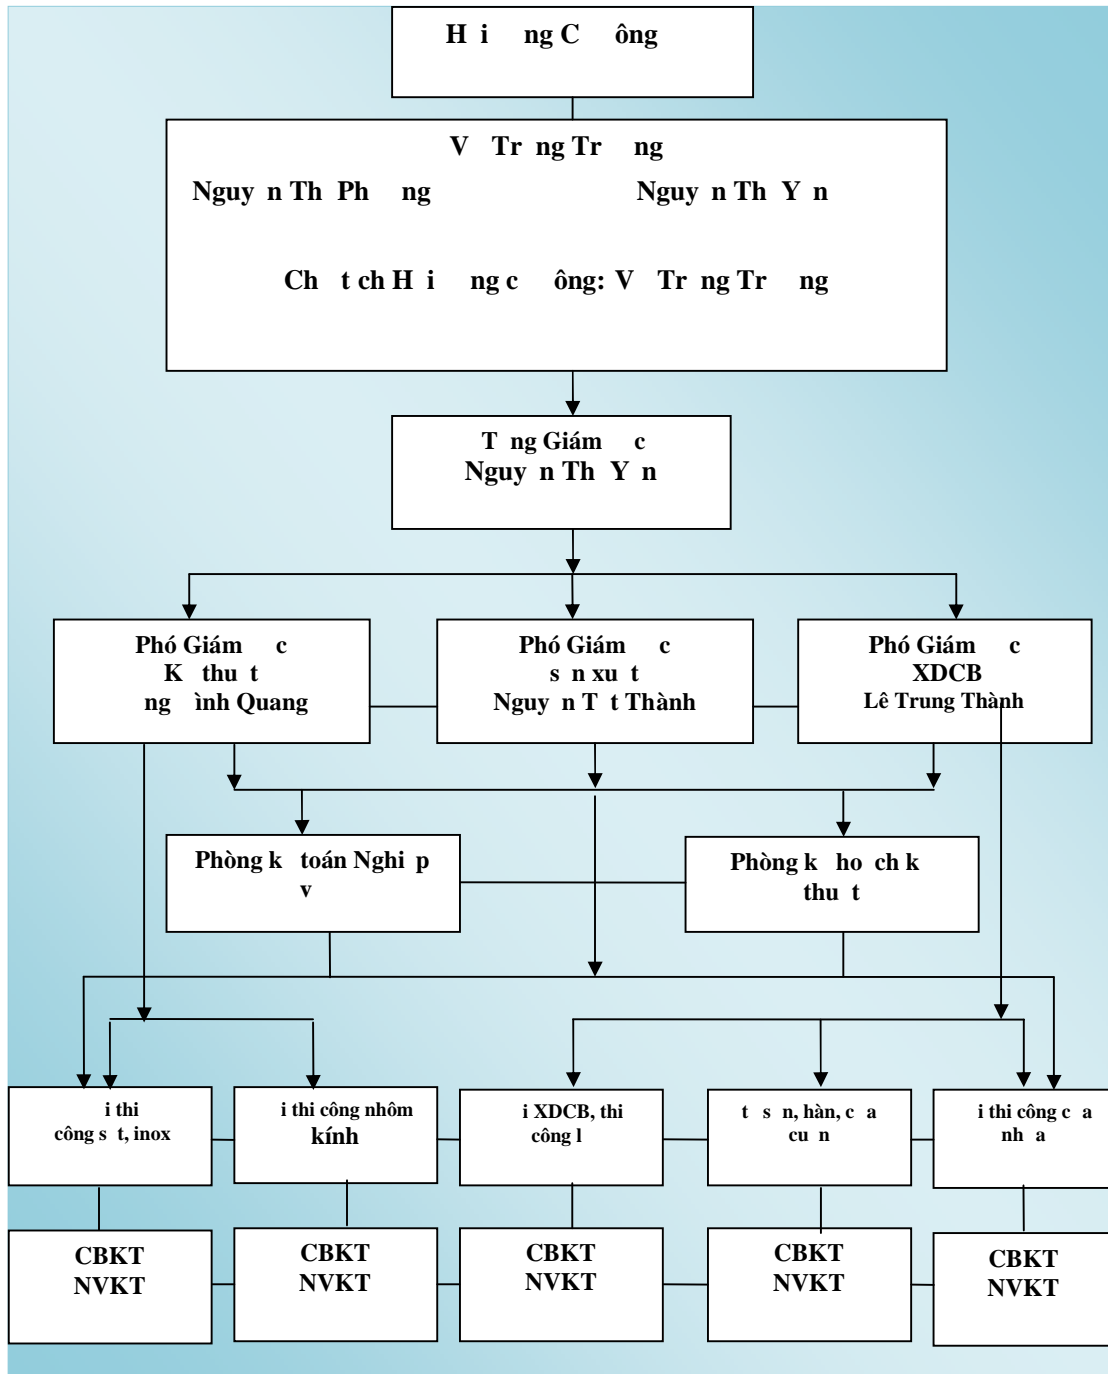 H i ng C ông
V Tr ng Tr ng
Nguy n Th Ph ng Nguy n Th Y n
Ch t ch H i ng c ông: V Tr ng Tr ng
T ng Giám c
Nguy n Th Y n
Phó Giám c
K thu t
ng ình Quang
Phó Giám c
s n xu t
Nguy n T t Thành
Phó Giám c
XDCB
Lê Trung Thành
Phòng k toán Nghi p
v
Phòng k ho ch k
thu t
i thi
công s t, inox
i thi công nhôm
kính
i XDCB, thi
công l
t s n, hàn, c a
cu n
i thi công c a
nh a
CBKT
NVKT
CBKT
NVKT
CBKT
NVKT
CBKT
NVKT
CBKT
NVKT